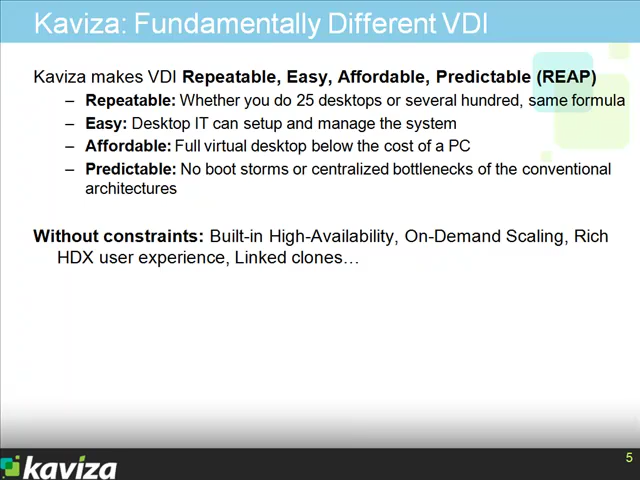 Kaviza: Fundamentally Different VDI
Kaviza makes VDI Repeatable, Easy, Affordable, Predictable (REAP)
– Repeatable: Whether you do 25 desktops or several hundred, same formula
– Easy: Desktop IT can setup and manage the system
– Affordable: Full virtual desktop below the cost of a PC
– Predictable: No boot storms or centralized bottlenecks of the conventional
architectures
Without constraints: Built-in High-Availability, On-Demand Scaling, Rich
HDX user experience, Linked clones…
5
kaviza